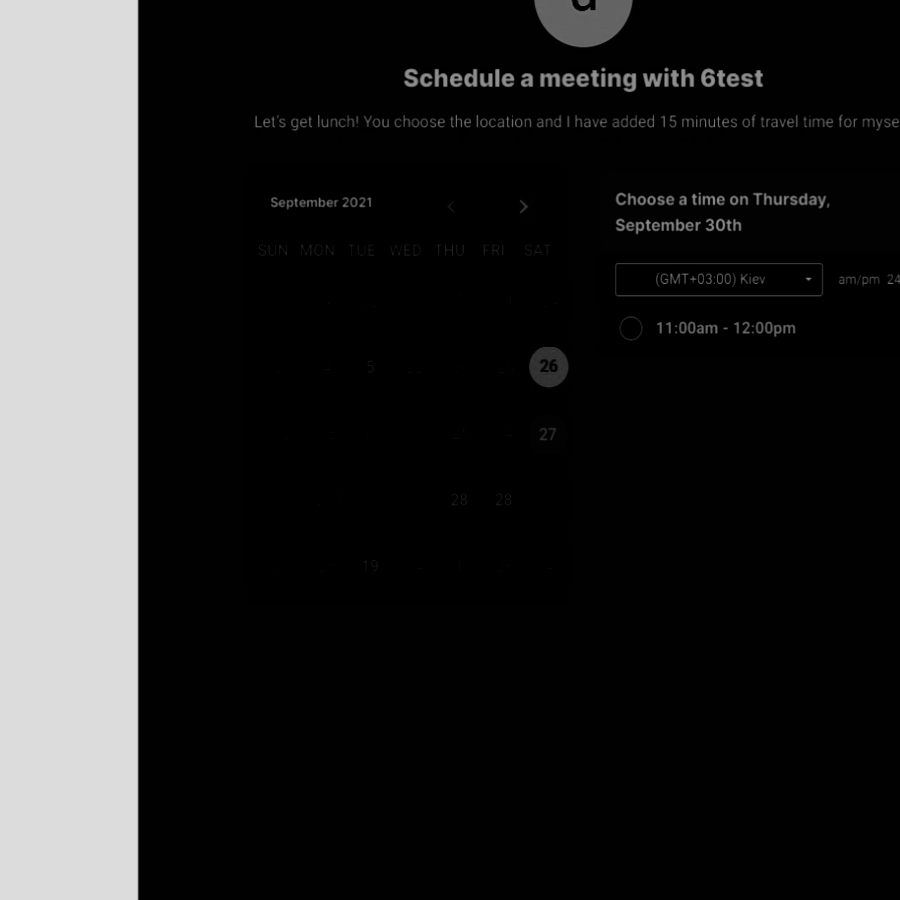 Schedule a meeting with 6test
Let's get lunch! You choose the location and I have added 15 minutes of travel time for myse
September 2021
SUN MON TUE WED THU FRI SAT
5
26
27
28 28
19
Choose a time on Thursday,
September 30th
(GMT+03:00) Kiev
am/pm 24
11:00am - 12:00pm